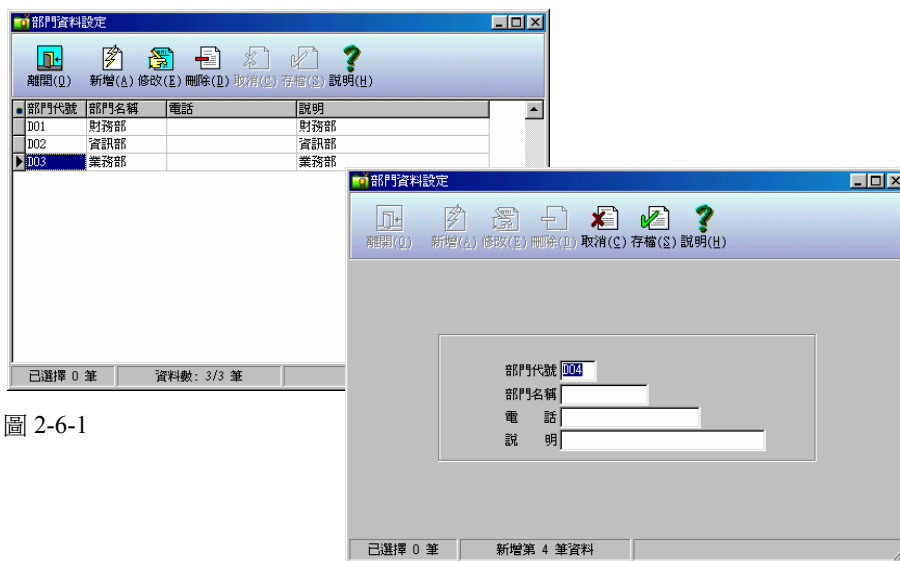 部門資料設定
離開(Q) 新增(A) 修改(E) 刪除(D) 取消(C) 存檔(S) 說明(H)
部門代號 部門名稱 電話 說明
D01 財務部 財務部
D02 資訊部 資訊部
D03 業務部 業務部
已選擇 0 筆 資料數: 3/3 筆
圖 2-6-1
部門資料設定
離開(Q) 新增(A) 修改(E) 刪除(D) 取消(C) 存檔(S) 說明(H)
部門代號 D04
部門名稱
電 話
說 明
已選擇 0 筆 新增第 4 筆資料